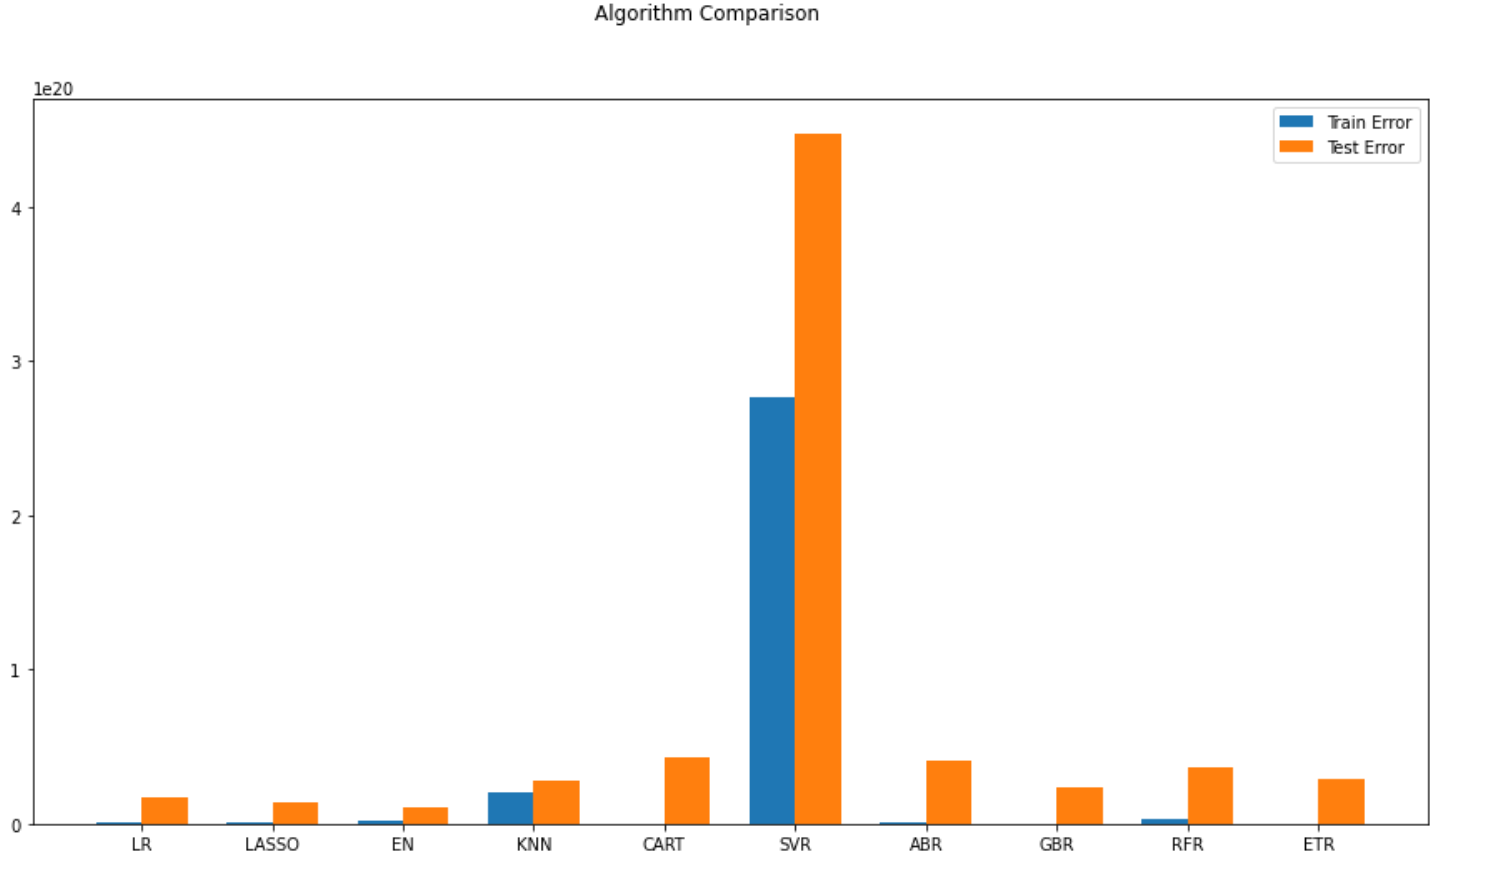 Algorithm Comparison
1e20
Train Error
Test Error
4
3
2
1
0
LR LASSO EN KNN CART SVR ABR GBR RFR ETR